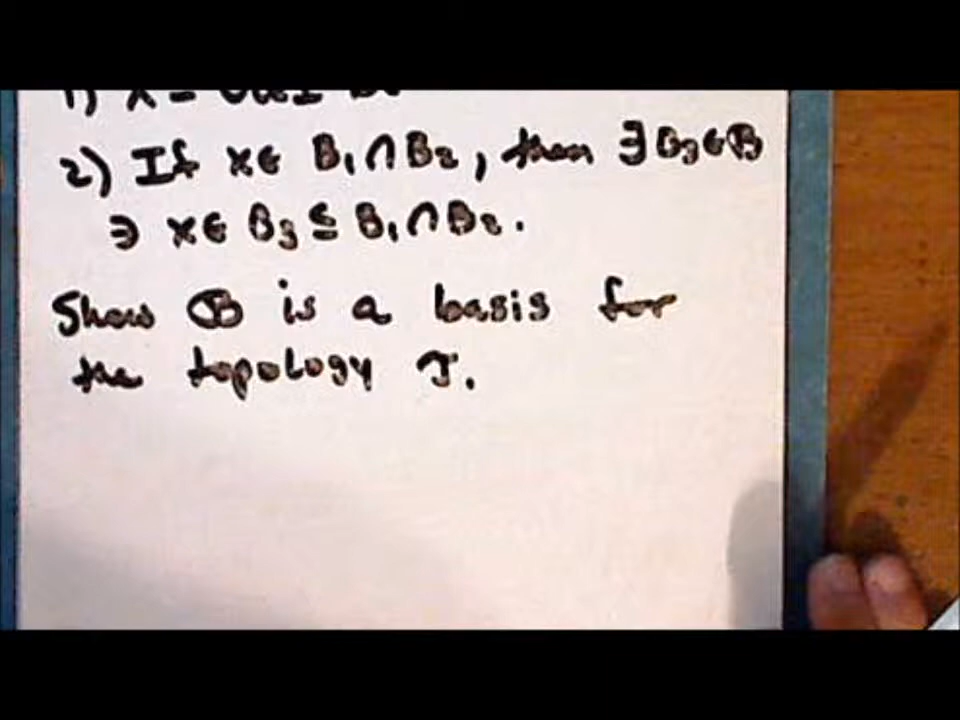 2) If x∈ B₁∩B₂, then ∃B₃∈ℬ
∋ x∈ B₃ ⊆ B₁∩B₂.
Show ℬ is a basis for
the topology 𝒯.